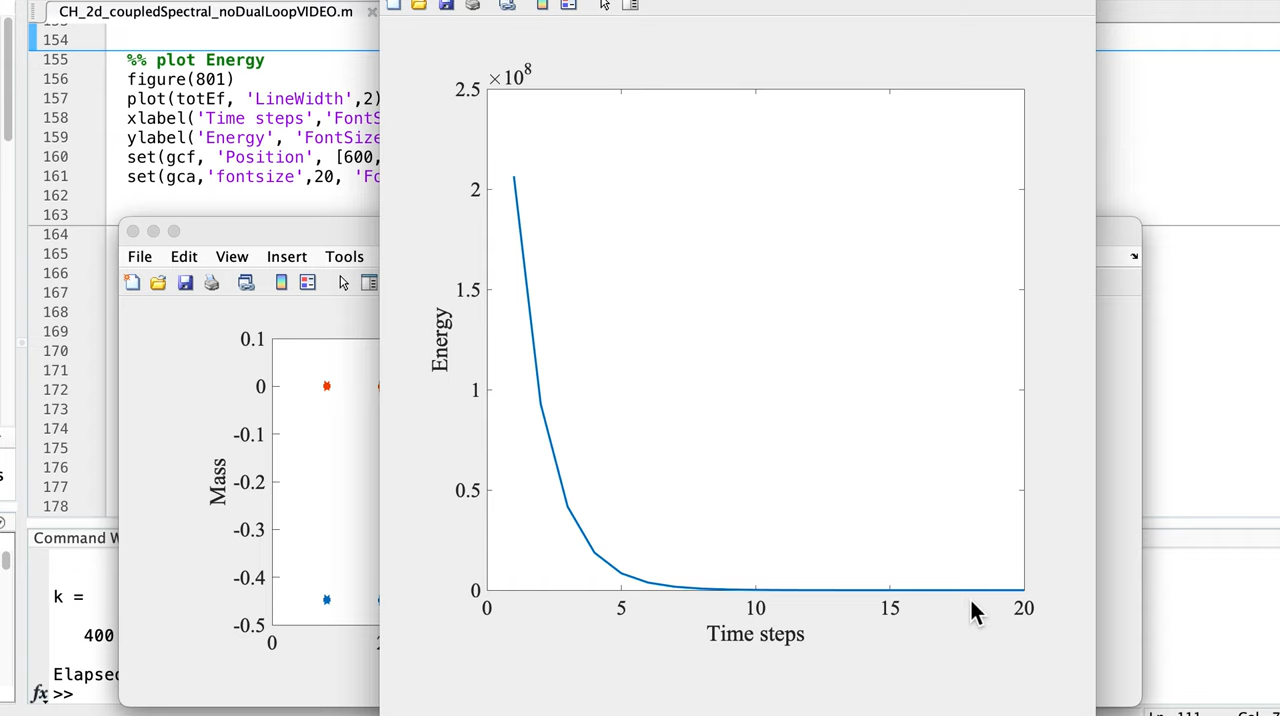 CH_2d_coupledSpectral_noDualLoopVIDEO.m
154
155 %% plot Energy
156 figure(801)
157 plot(totEf, 'LineWidth',2)
158 xlabel('Time steps','FontS
159 ylabel('Energy', 'FontSize
160 set(gcf, 'Position', [600,
161 set(gca,'fontsize',20, 'Fo
162
163
164
165
166
167
168
169
170
171
172
173
174
175
176
177
178
File Edit View Insert Tools
0.1
0
-0.1
-0.2
-0.3
-0.4
-0.5
Mass
0
×10⁸
2.5
2
1.5
1
0.5
0
Energy
0 5 10 15 20
Time steps
Command W
k =
400
Elapsed
fx >>